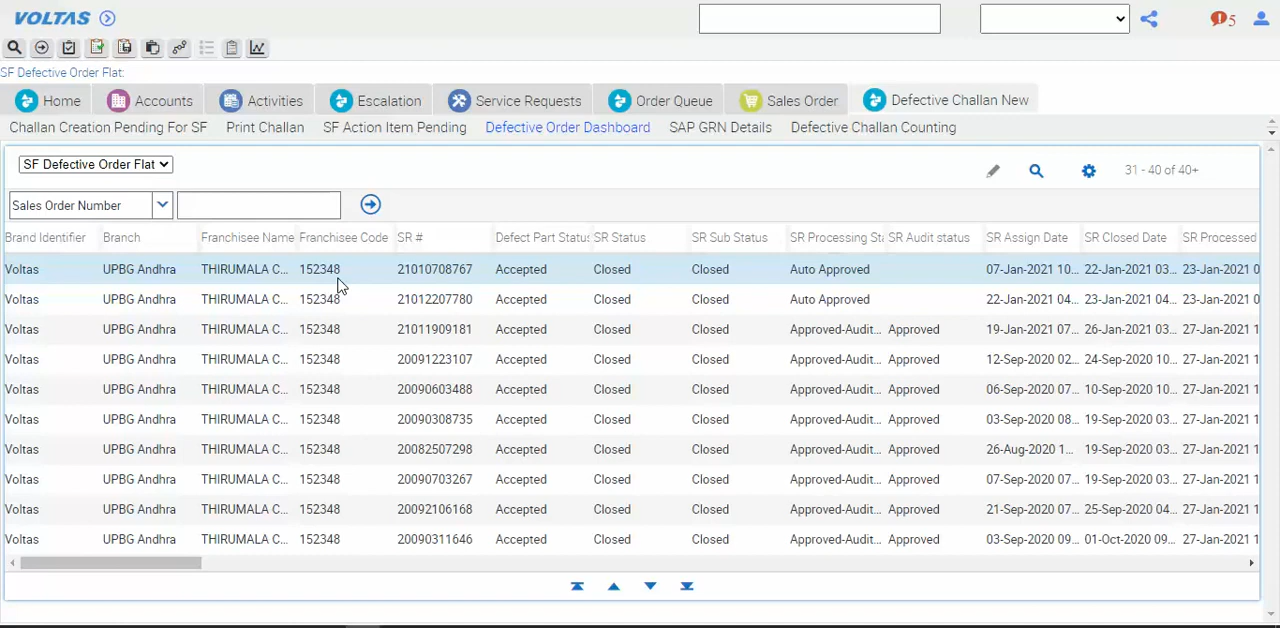 VOLTAS
5
SF Defective Order Flat:
Home Accounts Activities Escalation Service Requests Order Queue Sales Order Defective Challan New
Challan Creation Pending For SF Print Challan SF Action Item Pending Defective Order Dashboard SAP GRN Details Defective Challan Counting
SF Defective Order Flat 31 - 40 of 40+
Sales Order Number
Brand Identifier Branch Franchisee Name Franchisee Code SR # Defect Part Status SR Status SR Sub Status SR Processing Sta SR Audit status SR Assign Date SR Closed Date SR Processed
Voltas UPBG Andhra THIRUMALA C... 152348 21010708767 Accepted Closed Closed Auto Approved 07-Jan-2021 10... 22-Jan-2021 03... 23-Jan-2021 0
Voltas UPBG Andhra THIRUMALA C... 152348 21012207780 Accepted Closed Closed Auto Approved 22-Jan-2021 04... 23-Jan-2021 04... 23-Jan-2021 0
Voltas UPBG Andhra THIRUMALA C... 152348 21011909181 Accepted Closed Closed Approved-Audit... Approved 19-Jan-2021 07... 26-Jan-2021 03... 27-Jan-2021 1
Voltas UPBG Andhra THIRUMALA C... 152348 20091223107 Accepted Closed Closed Approved-Audit... Approved 12-Sep-2020 02... 24-Sep-2020 10... 27-Jan-2021 1
Voltas UPBG Andhra THIRUMALA C... 152348 20090603488 Accepted Closed Closed Approved-Audit... Approved 06-Sep-2020 07... 10-Sep-2020 10... 27-Jan-2021 1
Voltas UPBG Andhra THIRUMALA C... 152348 20090308735 Accepted Closed Closed Approved-Audit... Approved 03-Sep-2020 08... 19-Sep-2020 03... 27-Jan-2021 1
Voltas UPBG Andhra THIRUMALA C... 152348 20082507298 Accepted Closed Closed Approved-Audit... Approved 26-Aug-2020 1... 19-Sep-2020 03... 27-Jan-2021 1
Voltas UPBG Andhra THIRUMALA C... 152348 20090703267 Accepted Closed Closed Approved-Audit... Approved 07-Sep-2020 07... 19-Sep-2020 03... 27-Jan-2021 1
Voltas UPBG Andhra THIRUMALA C... 152348 20092106168 Accepted Closed Closed Approved-Audit... Approved 21-Sep-2020 07... 25-Sep-2020 04... 27-Jan-2021 1
Voltas UPBG Andhra THIRUMALA C... 152348 20090311646 Accepted Closed Closed Approved-Audit... Approved 03-Sep-2020 09... 01-Oct-2020 09... 27-Jan-2021 1